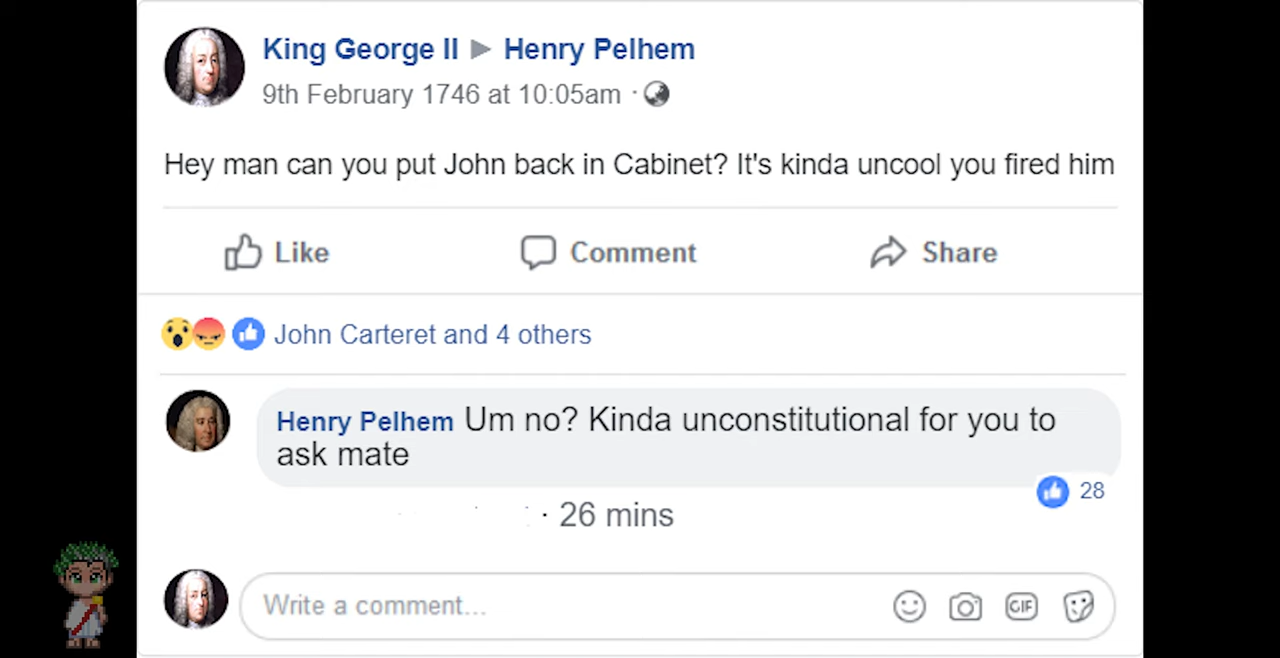 King George II ▶ Henry Pelhem
9th February 1746 at 10:05am ·
Hey man can you put John back in Cabinet? It's kinda uncool you fired him
Like Comment Share
John Carteret and 4 others
Henry Pelhem Um no? Kinda unconstitutional for you to
ask mate
28
· 26 mins
Write a comment... GIF